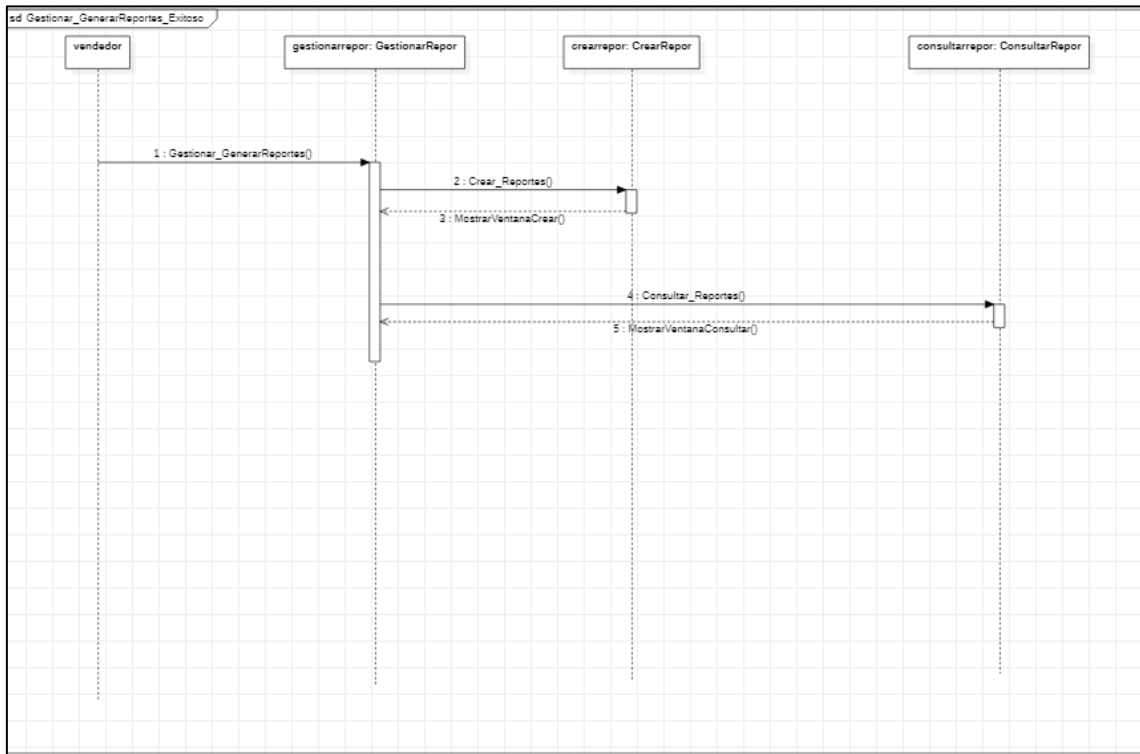 sd Gestionar_GenerarReportes_Exitoso
vendedor
gestionarrepor: GestionarRepor
crearrepor: CrearRepor
consultarrepor: ConsultarRepor
1 : Gestionar_GenerarReportes()
2 : Crear_Reportes()
3 : MostrarVentanaCrear()
4 : Consultar_Reportes()
5 : MostrarVentanaConsultar()